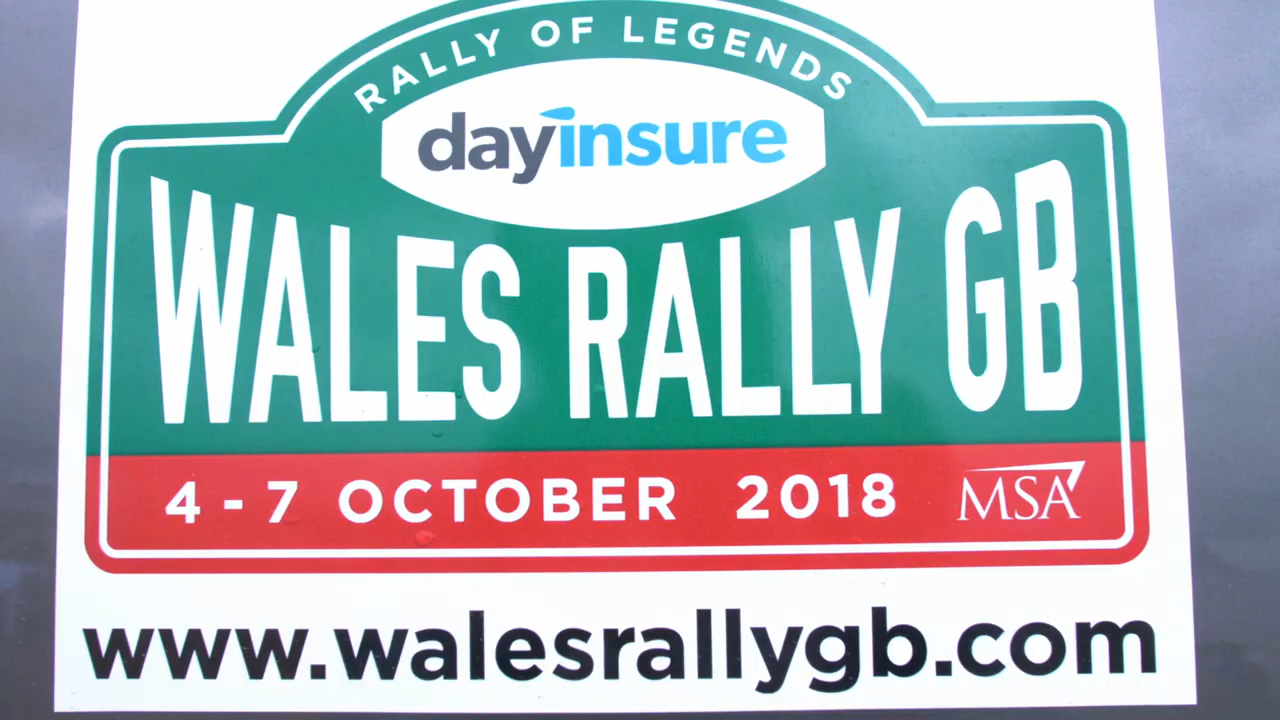 RALLY OF LEGENDS
dayinsure
WALES RALLY GB
4 - 7 OCTOBER 2018 MSA
www.walesrallygb.com